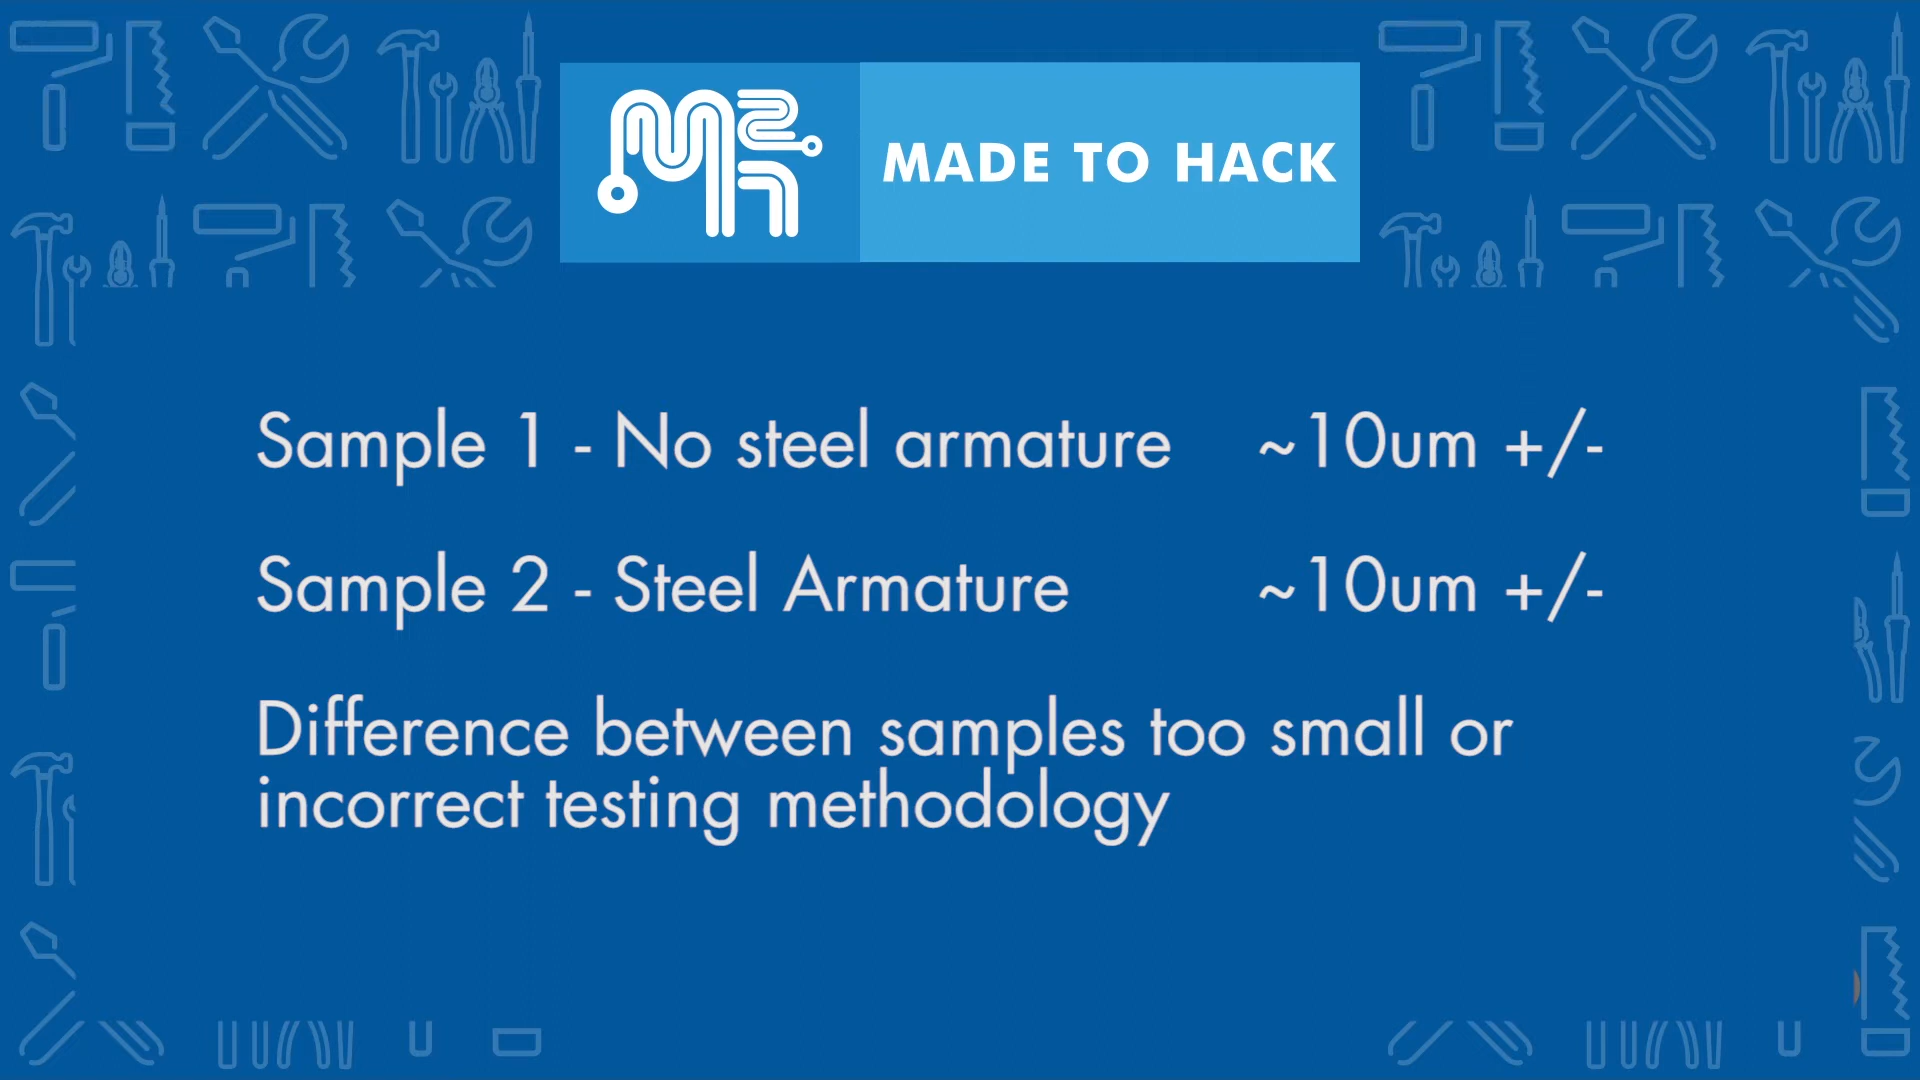 M2h
MADE TO HACK
Sample 1 - No steel armature ~10um +/-
Sample 2 - Steel Armature ~10um +/-
Difference between samples too small or
incorrect testing methodology